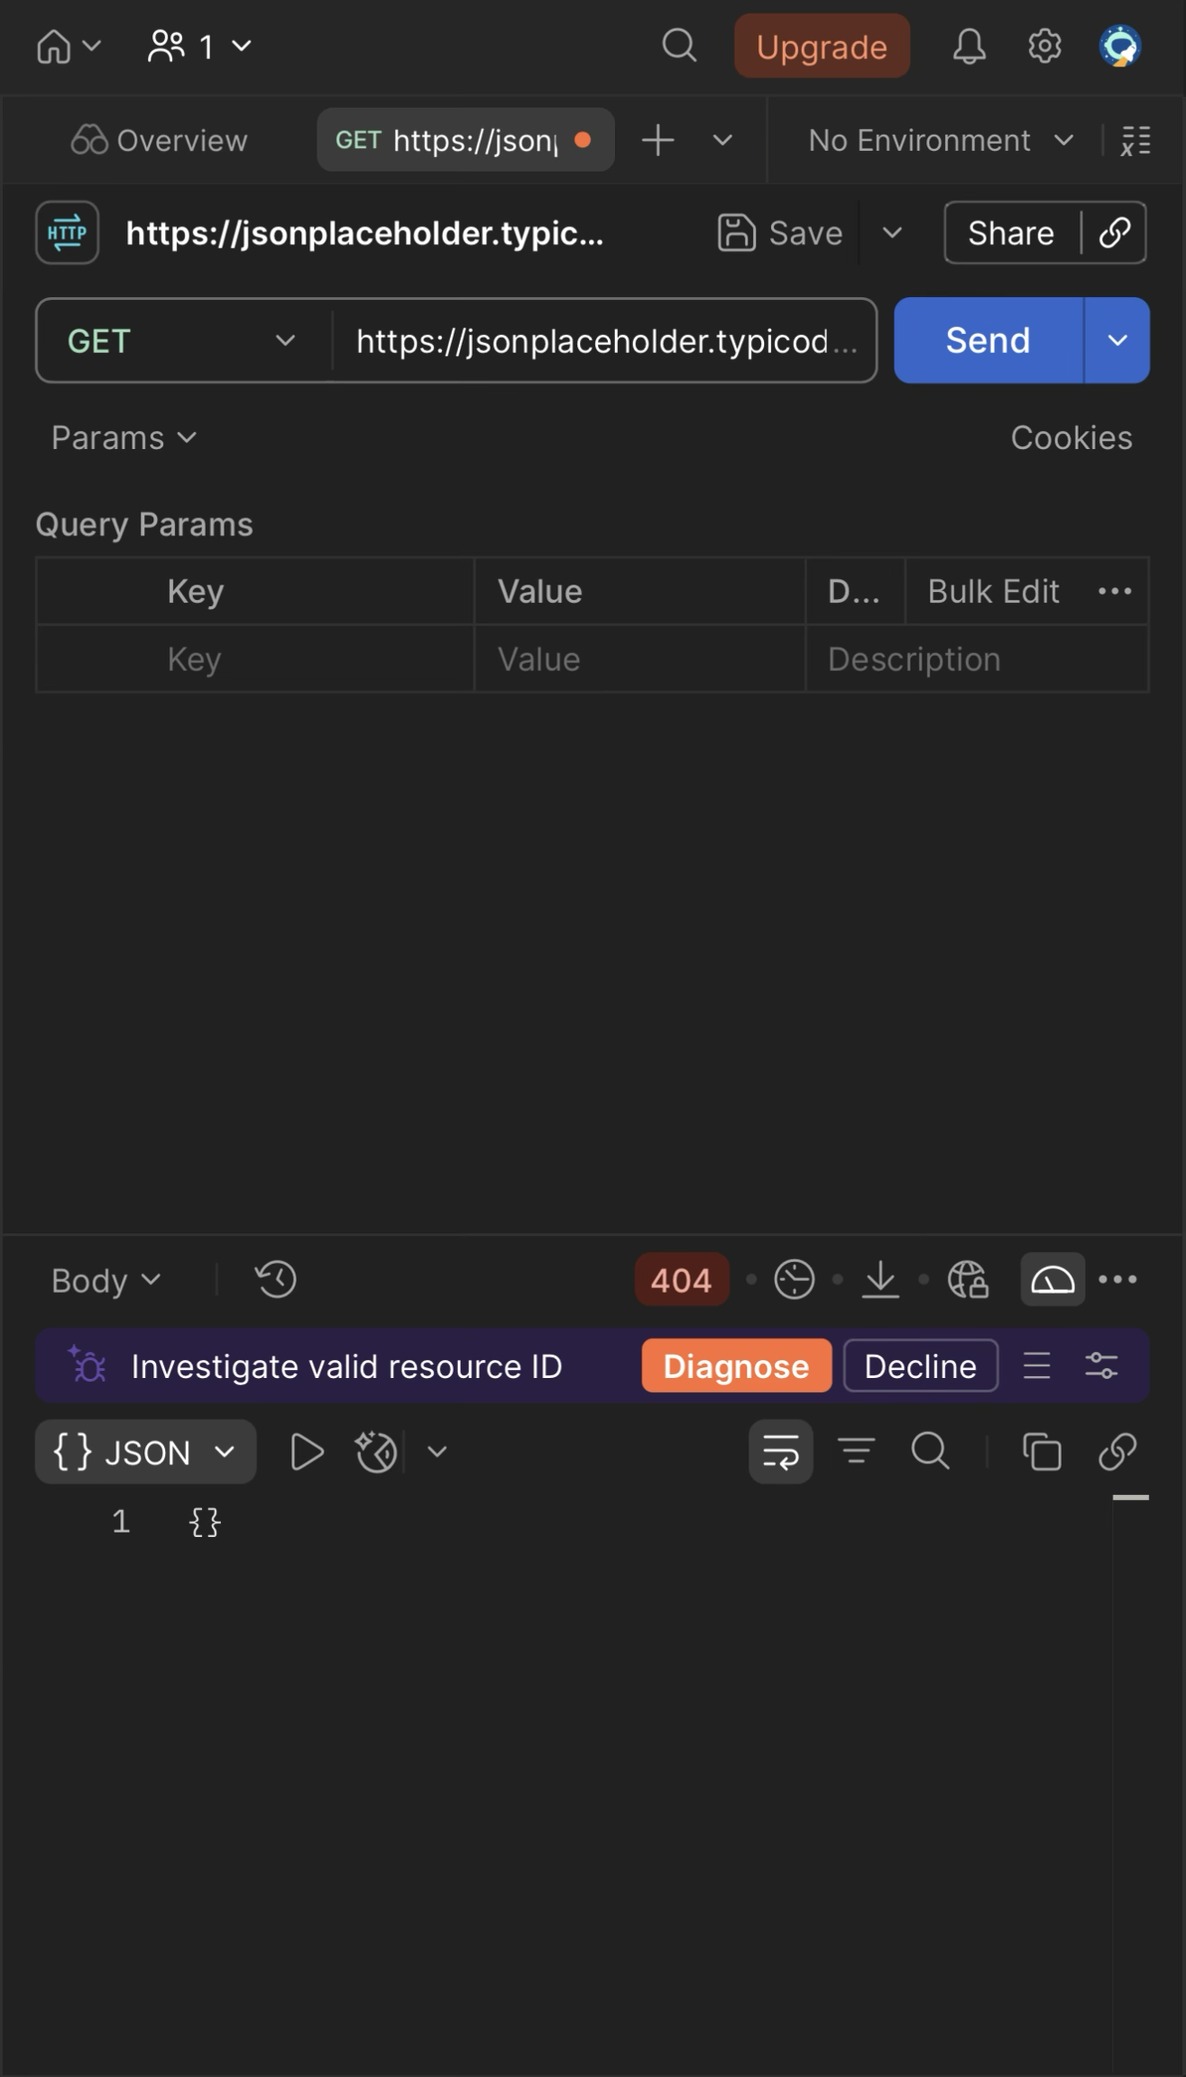 1
Upgrade
Overview
GET https://json
No Environment
HTTP
https://jsonplaceholder.typic...
Save
Share
GET
https://jsonplaceholder.typicod...
Send
Params
Cookies
Query Params
Key Value D... Bulk Edit
Key Value Description
Body
404
Investigate valid resource ID
Diagnose
Decline
{} JSON
1 {}